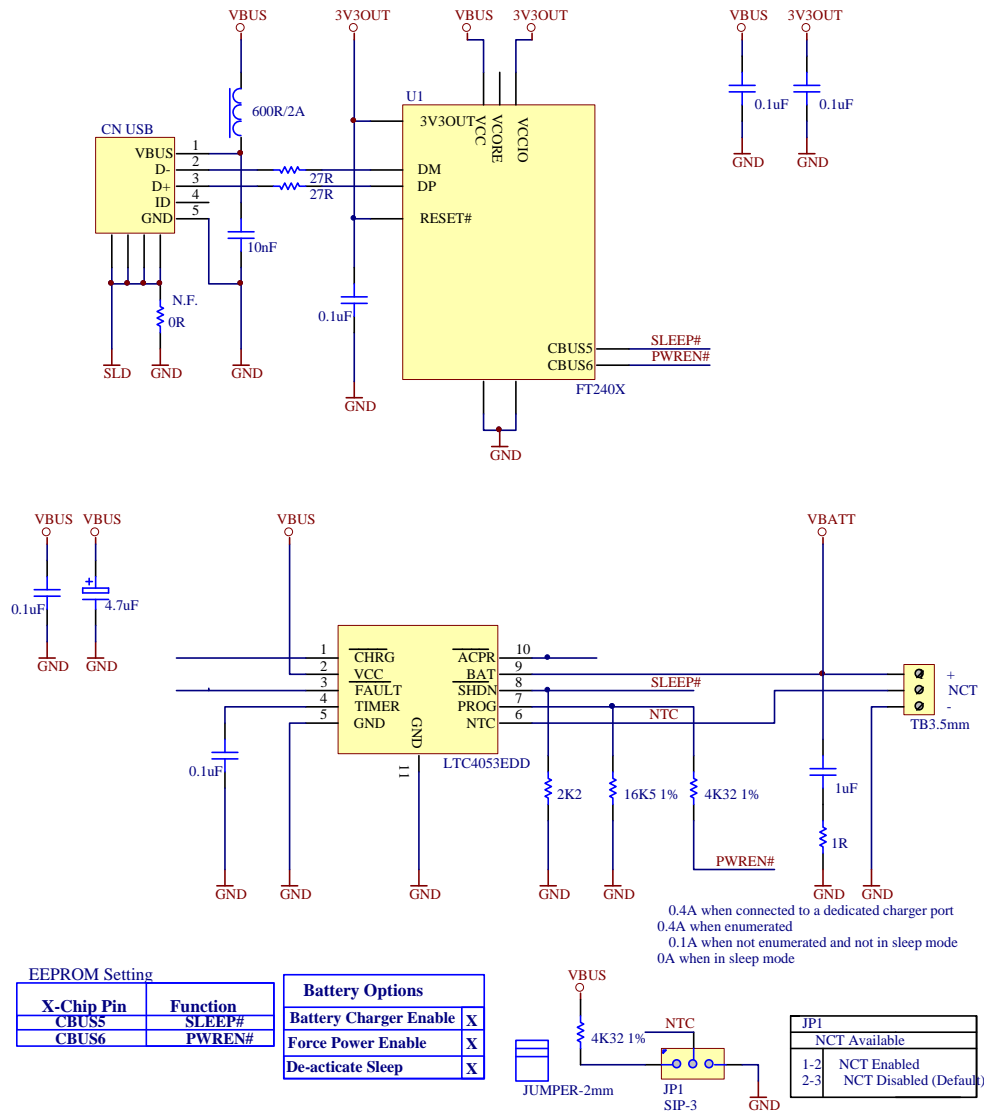 VBUS
3V3OUT
VBUS
3V3OUT
VBUS
3V3OUT
600R/2A
U1
0.1uF
0.1uF
CN USB
3V3OUT
VCC
VCORE
VCCIO
VBUS
1
D-
2
D+
3
ID
4
GND
5
27R
27R
DM
DP
RESET#
GND
GND
10nF
N.F.
0R
0.1uF
CBUS5
SLEEP#
CBUS6
PWREN#
SLD
GND
GND
FT240X
GND
GND
VBUS
VBUS
VBUS
VBATT
+
0.1uF
4.7uF
GND
GND
1
CHRG
2
VCC
3
FAULT
4
TIMER
5
GND
GND
11
ACPR
10
BAT
9
SHDN
8
SLEEP#
PROG
7
NTC
6
NTC
+
NCT
-
TB3.5mm
LTC4053EDD
0.1uF
2K2
16K5 1%
4K32 1%
1uF
1R
PWREN#
GND
GND
GND
GND
GND
GND
GND
0.4A when connected to a dedicated charger port
0.4A when enumerated
0.1A when not enumerated and not in sleep mode
0A when in sleep mode
EEPROM Setting
X-Chip Pin Function
CBUS5 SLEEP#
CBUS6 PWREN#
Battery Options
Battery Charger Enable X
Force Power Enable X
De-acticate Sleep X
VBUS
4K32 1%
NTC
JUMPER-2mm
JP1
SIP-3
GND
JP1
NCT Available
1-2 NCT Enabled
2-3 NCT Disabled (Default)